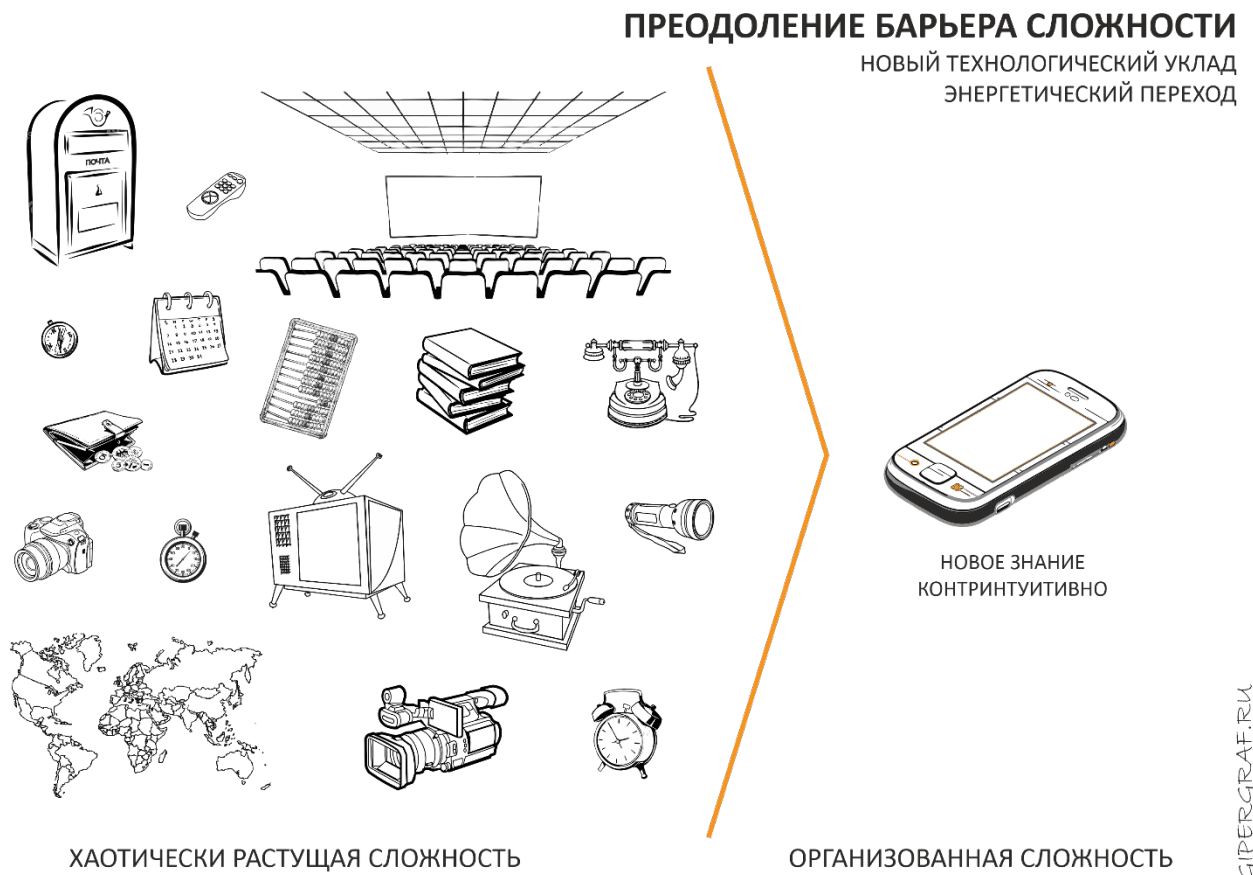 ПРЕОДОЛЕНИЕ БАРЬЕРА СЛОЖНОСТИ
НОВЫЙ ТЕХНОЛОГИЧЕСКИЙ УКЛАД
ЭНЕРГЕТИЧЕСКИЙ ПЕРЕХОД
ПОЧТА
НОВОЕ ЗНАНИЕ
КОНТРИНТУИТИВНО
ХАОТИЧЕСКИ РАСТУЩАЯ СЛОЖНОСТЬ
ОРГАНИЗОВАННАЯ СЛОЖНОСТЬ
GIPERGRAF.RU